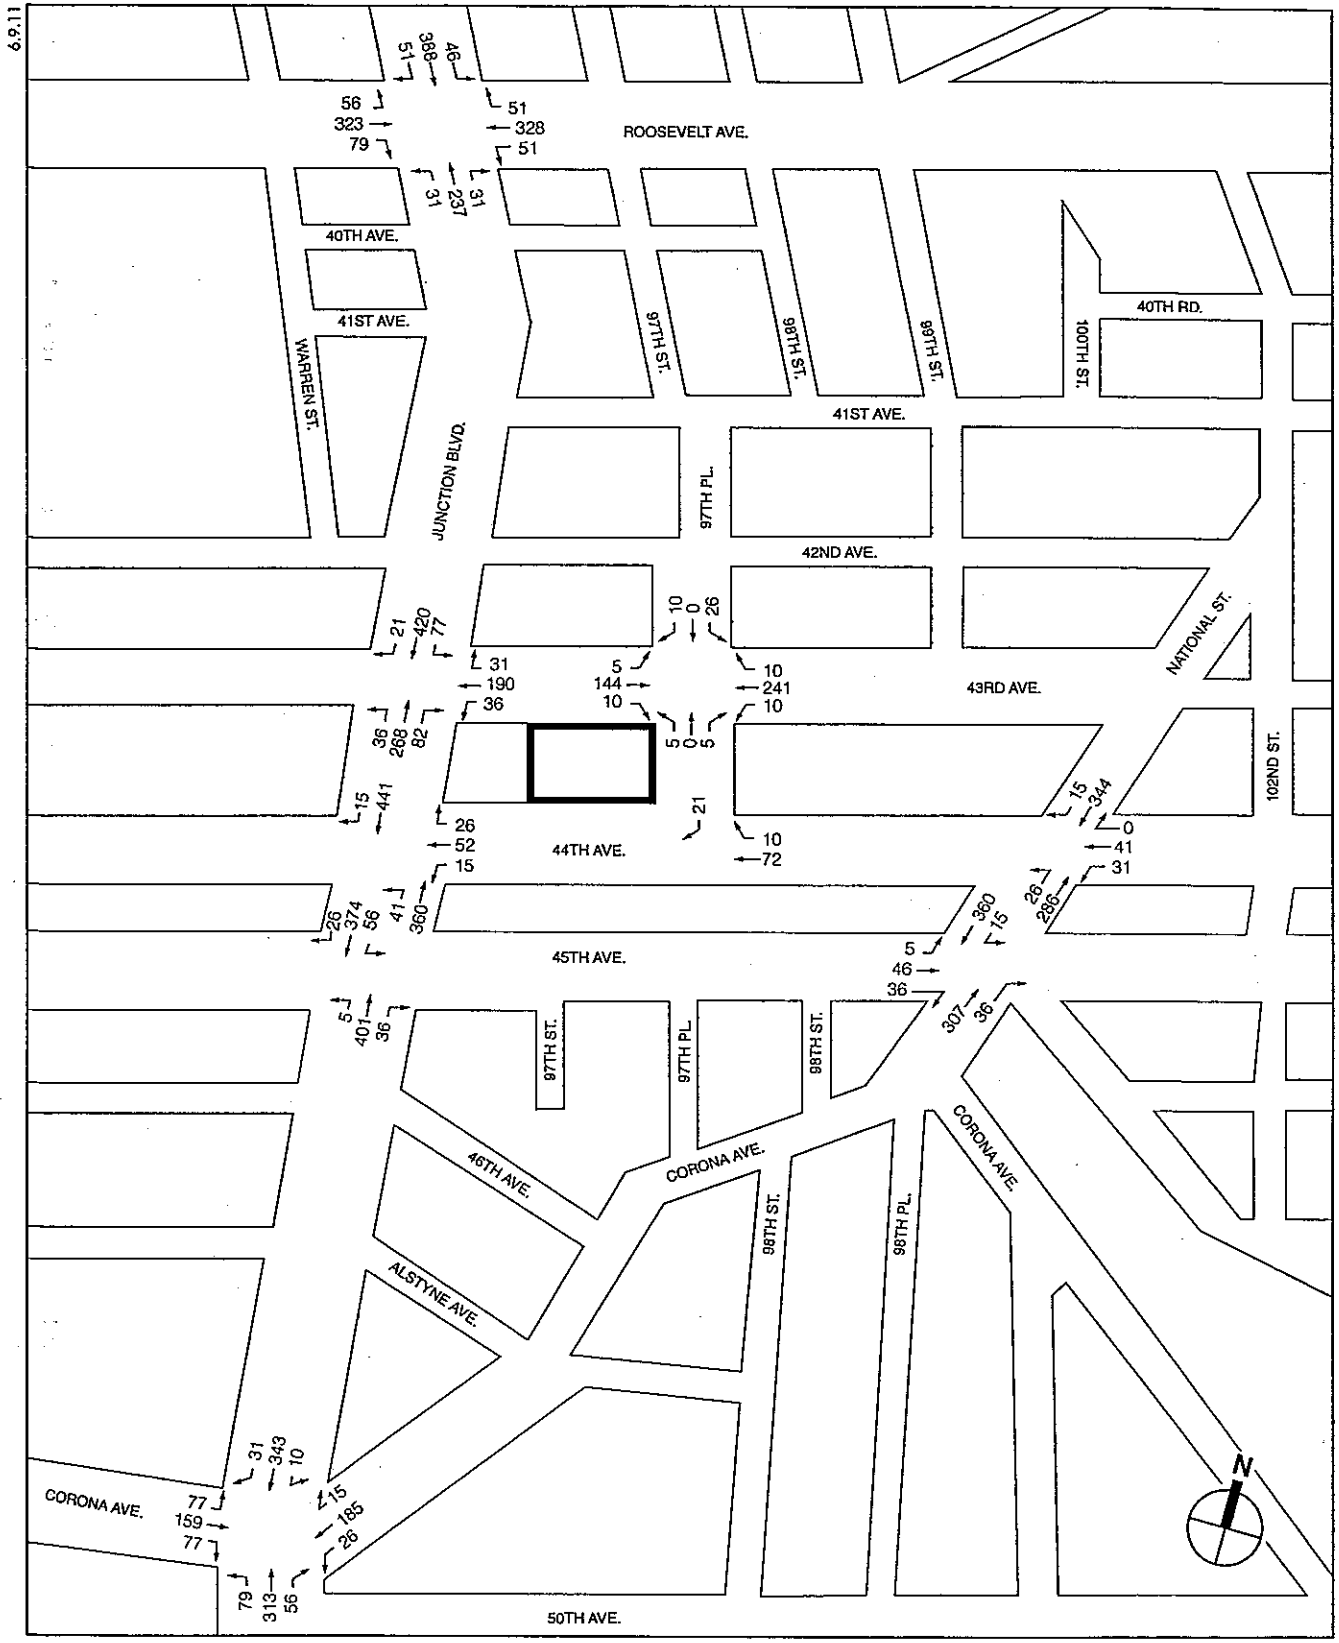 6.9.11
51
388
46
56
323
79
51
328
51
ROOSEVELT AVE.
31
237
31
40TH AVE.
41ST AVE.
WARREN ST.
JUNCTION BLVD.
97TH ST.
98TH ST.
99TH ST.
100TH ST.
40TH RD.
41ST AVE.
97TH PL.
42ND AVE.
NATIONAL ST.
21
420
77
31
190
36
10
0
26
5
144
10
10
241
10
43RD AVE.
36
268
82
5
0
5
102ND ST.
15
441
26
52
15
44TH AVE.
21
10
72
15
344
0
41
31
26
286
41
360
26
374
56
45TH AVE.
360
15
5
46
36
307
36
5
401
36
97TH ST.
97TH PL.
98TH ST.
CORONA AVE.
CORONA AVE.
46TH AVE.
98TH ST.
98TH PL.
ALSTYNE AVE.
31
343
10
CORONA AVE.
77
159
77
15
185
26
79
313
56
50TH AVE.
N